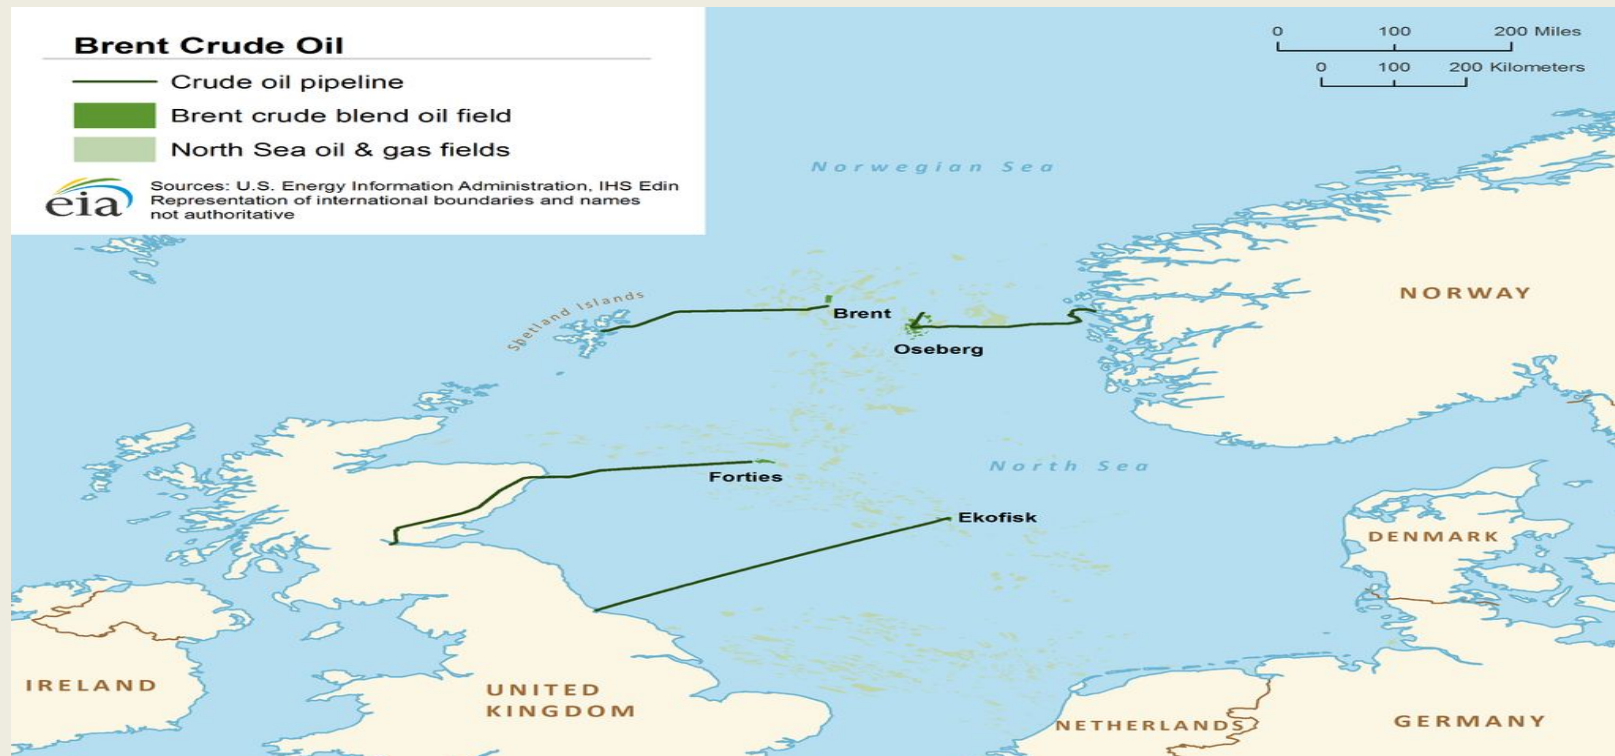 Brent Crude Oil
Crude oil pipeline
Brent crude blend oil field
North Sea oil & gas fields
eia
Sources: U.S. Energy Information Administration, IHS Edin
Representation of international boundaries and names
not authoritative
0 100 200 Miles
0 100 200 Kilometers
Norwegian Sea
NORWAY
Shetland Islands
Brent
Oseberg
North Sea
Forties
Ekofisk
DENMARK
IRELAND
UNITED
KINGDOM
NETHERLANDS
GERMANY